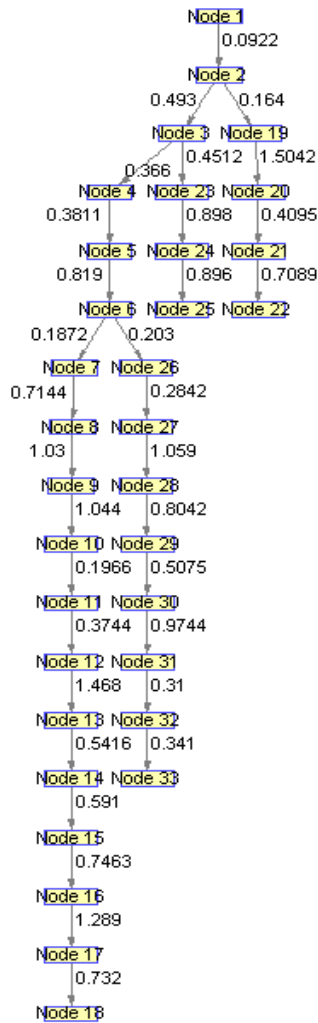 Node 1
0.0922
Node 2
0.493 0.164
Node 3 Node 19
0.366 0.4512 1.5042
Node 4 Node 23 Node 20
0.3811 0.898 0.4095
Node 5 Node 24 Node 21
0.819 0.896 0.7089
Node 6 Node 25 Node 22
0.1872 0.203
Node 7 Node 26
0.7144 0.2842
Node 8 Node 27
1.03 1.059
Node 9 Node 28
1.044 0.8042
Node 10 Node 29
0.1966 0.5075
Node 11 Node 30
0.3744 0.9744
Node 12 Node 31
1.468 0.31
Node 13 Node 32
0.5416 0.341
Node 14 Node 33
0.591
Node 15
0.7463
Node 16
1.289
Node 17
0.732
Node 18